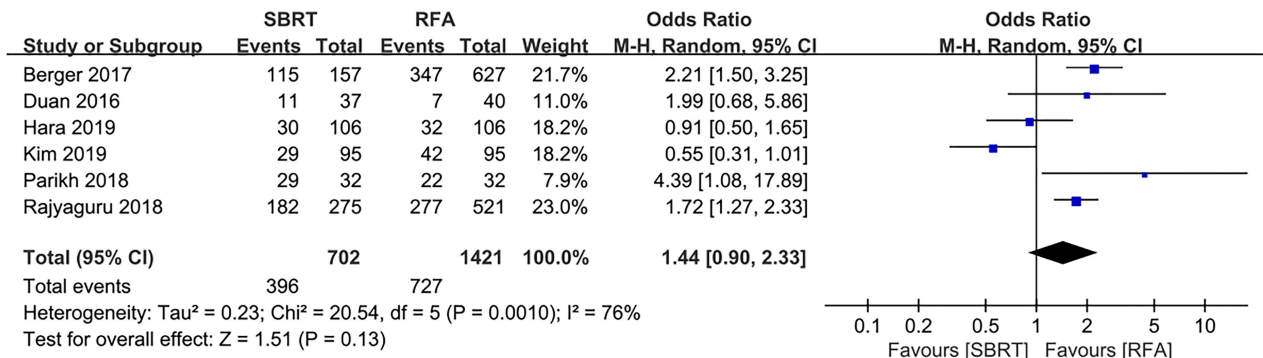 SBRT RFA Odds Ratio Odds Ratio
Study or Subgroup Events Total Events Total Weight M-H, Random, 95% CI M-H, Random, 95% CI
Berger 2017 115 157 347 627 21.7% 2.21 [1.50, 3.25]
Duan 2016 11 37 7 40 11.0% 1.99 [0.68, 5.86]
Hara 2019 30 106 32 106 18.2% 0.91 [0.50, 1.65]
Kim 2019 29 95 42 95 18.2% 0.55 [0.31, 1.01]
Parikh 2018 29 32 22 32 7.9% 4.39 [1.08, 17.89]
Rajyaguru 2018 182 275 277 521 23.0% 1.72 [1.27, 2.33]
Total (95% CI) 702 1421 100.0% 1.44 [0.90, 2.33]
Total events 396 727
Heterogeneity: Tau² = 0.23; Chi² = 20.54, df = 5 (P = 0.0010); I² = 76%
Test for overall effect: Z = 1.51 (P = 0.13)
0.1 0.2 0.5 1 2 5 10
Favours [SBRT] Favours [RFA]